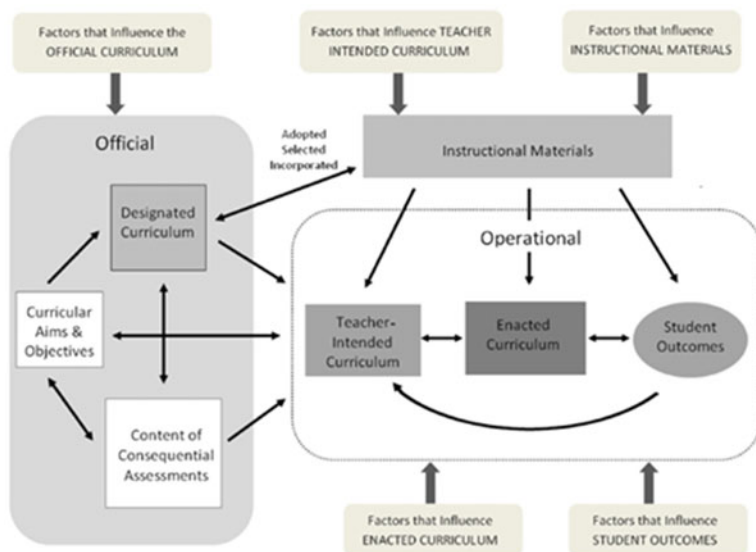 Factors that Influence the
OFFICIAL CURRICULUM
Factors that Influence TEACHER
INTENDED CURRICULUM
Factors that Influence
INSTRUCTIONAL MATERIALS
Official
Adopted
Selected
Incorporated
Instructional Materials
Designated
Curriculum
Operational
Curricular
Aims &
Objectives
Teacher-
Intended
Curriculum
Enacted
Curriculum
Student
Outcomes
Content of
Consequential
Assessments
Factors that Influence
ENACTED CURRICULUM
Factors that Influence
STUDENT OUTCOMES